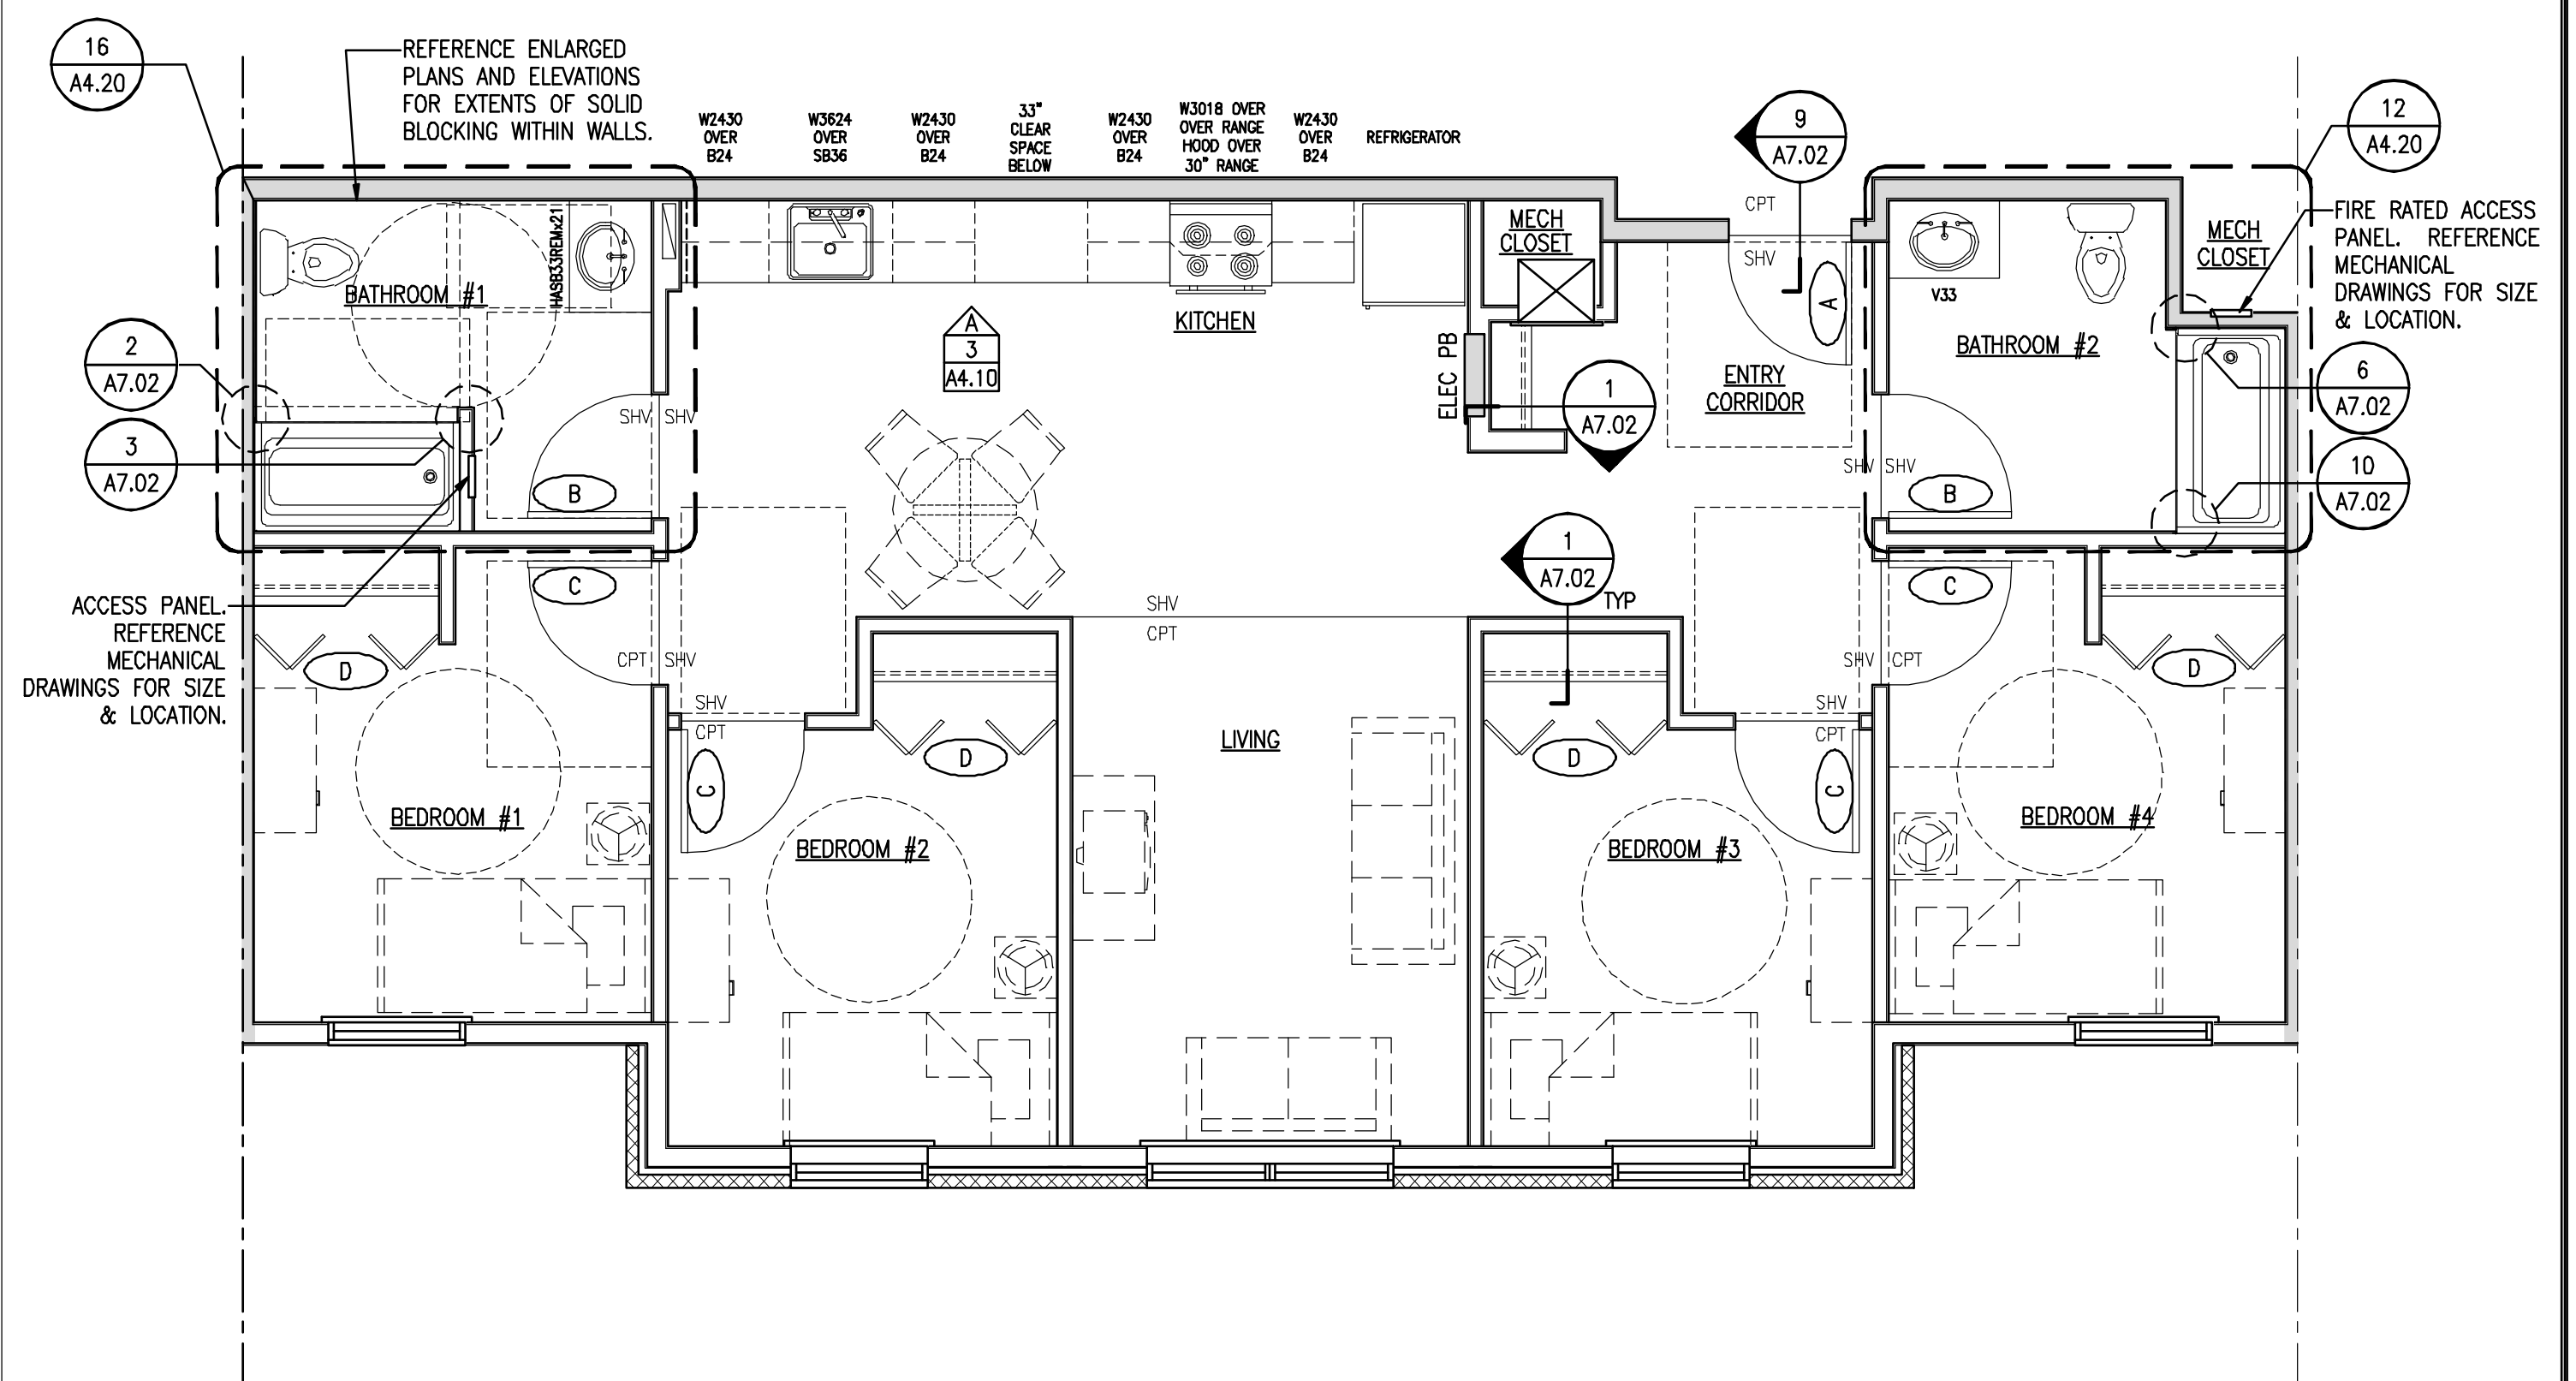 16
A4.20
REFERENCE ENLARGED
PLANS AND ELEVATIONS
FOR EXTENTS OF SOLID
BLOCKING WITHIN WALLS.
W2430
OVER
B24
W3624
OVER
SB36
W2430
OVER
B24
33"
CLEAR
SPACE
BELOW
W2430
OVER
B24
W3018 OVER
OVER RANGE
HOOD OVER
30" RANGE
W2430
OVER
B24
REFRIGERATOR
9
A7.02
12
A4.20
FIRE RATED ACCESS
PANEL. REFERENCE
MECHANICAL
DRAWINGS FOR SIZE
& LOCATION.
CPT
SHV
A
MECH
CLOSET
MECH
CLOSET
HASB33REMx21
BATHROOM #1
V33
BATHROOM #2
KITCHEN
A
3
A4.10
ELEC PB
ENTRY
CORRIDOR
1
A7.02
2
A7.02
3
A7.02
6
A7.02
10
A7.02
SHV
SHV
B
SHV
SHV
B
1
A7.02
TYP
C
C
ACCESS PANEL.
REFERENCE
MECHANICAL
DRAWINGS FOR SIZE
& LOCATION.
SHV
CPT
D
CPT
SHV
SHV
CPT
D
SHV
CPT
SHV
CPT
C
D
LIVING
D
C
BEDROOM #1
BEDROOM #2
BEDROOM #3
BEDROOM #4